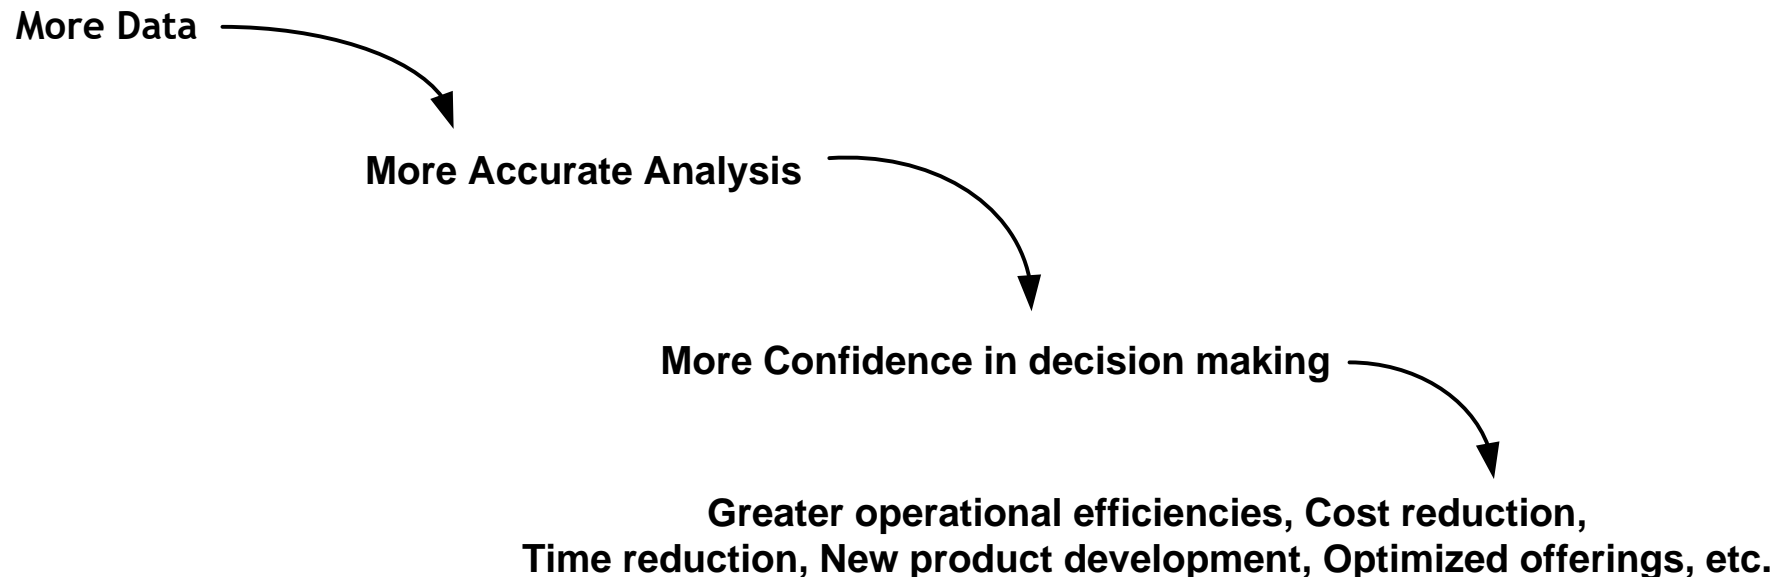 More Data
More Accurate Analysis
More Confidence in decision making
Greater operational efficiencies, Cost reduction,
Time reduction, New product development, Optimized offerings, etc.